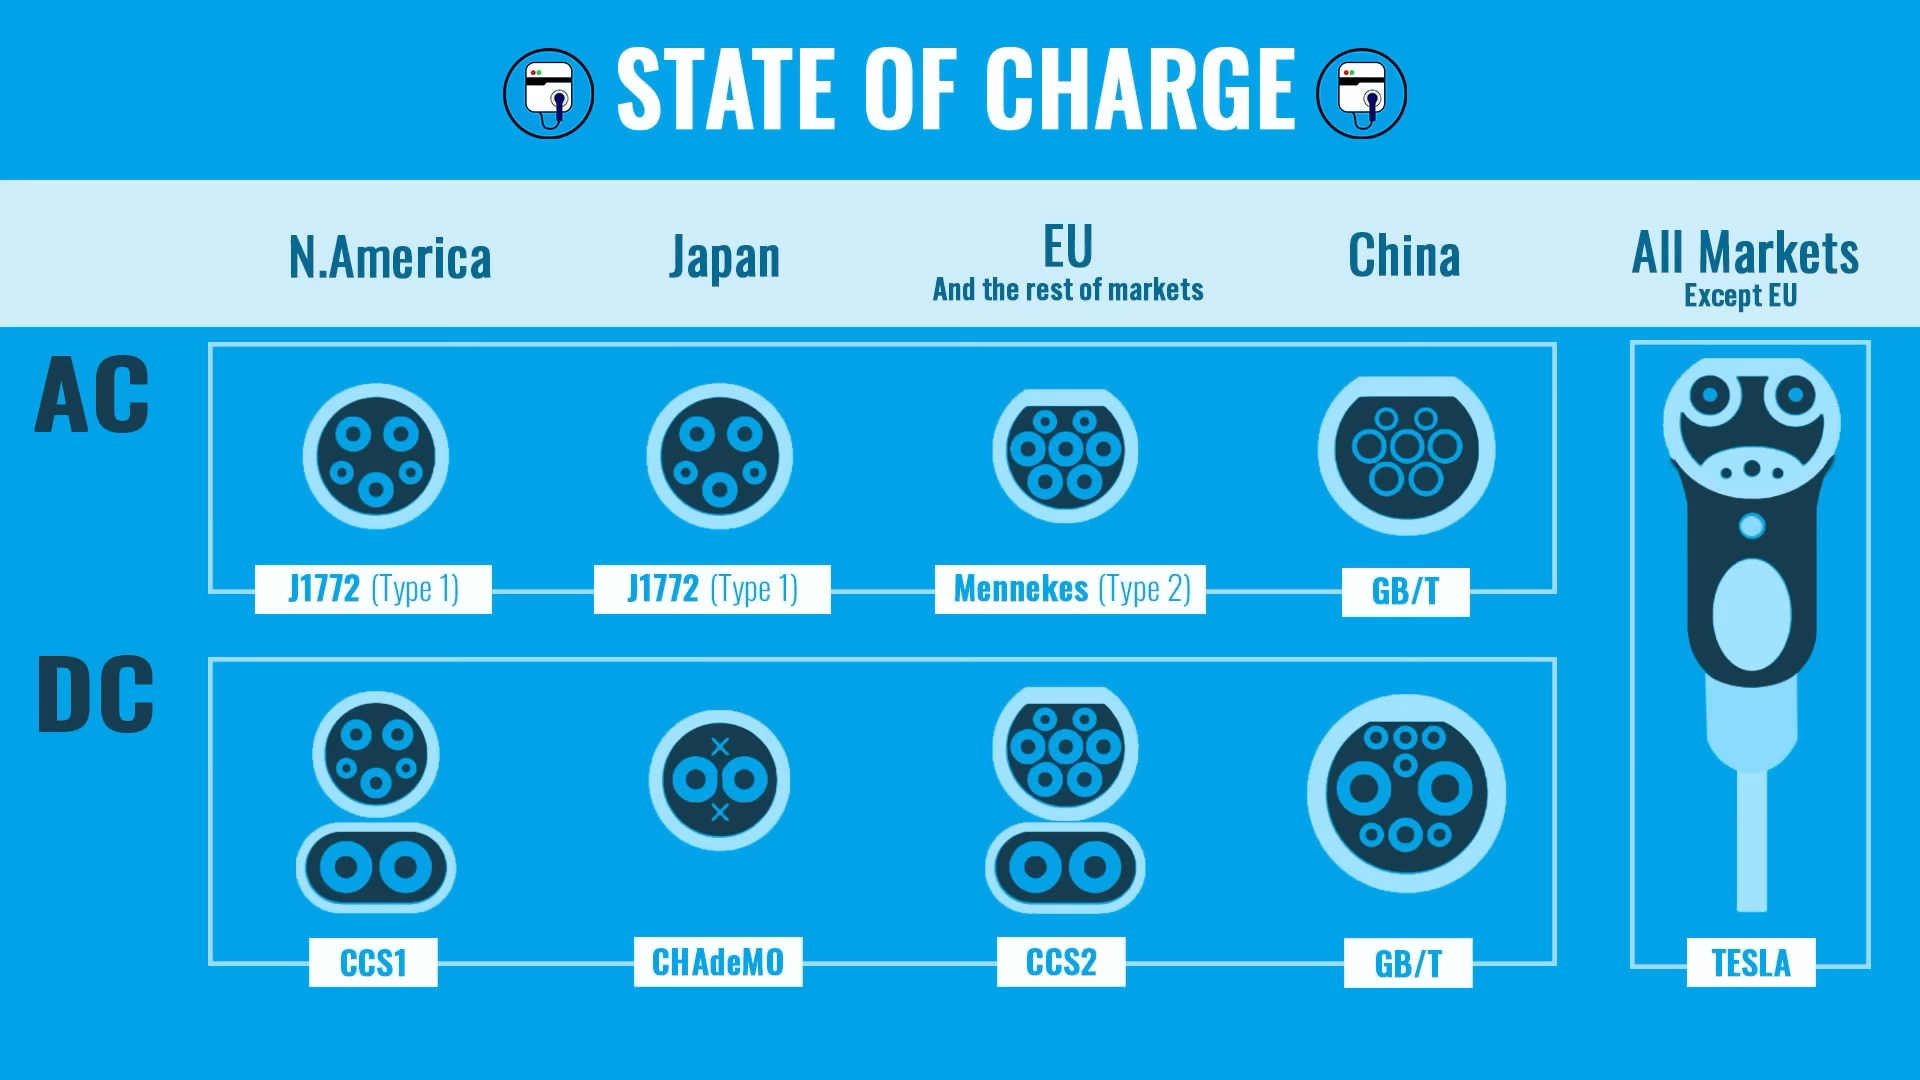 STATE OF CHARGE
N.America
Japan
EU
And the rest of markets
China
All Markets
Except EU
AC
J1772 (Type 1)
J1772 (Type 1)
Mennekes (Type 2)
GB/T
DC
CCS1
CHAdeMO
CCS2
GB/T
TESLA